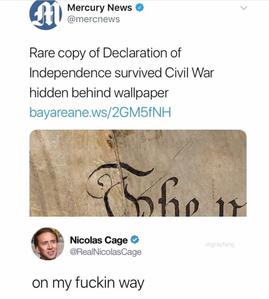 Mercury News
@mercnews
Rare copy of Declaration of
Independence survived Civil War
hidden behind wallpaper
bayareane.ws/2GM5fNH
The
Nicolas Cage
@RealNicolasCage
on my fuckin way